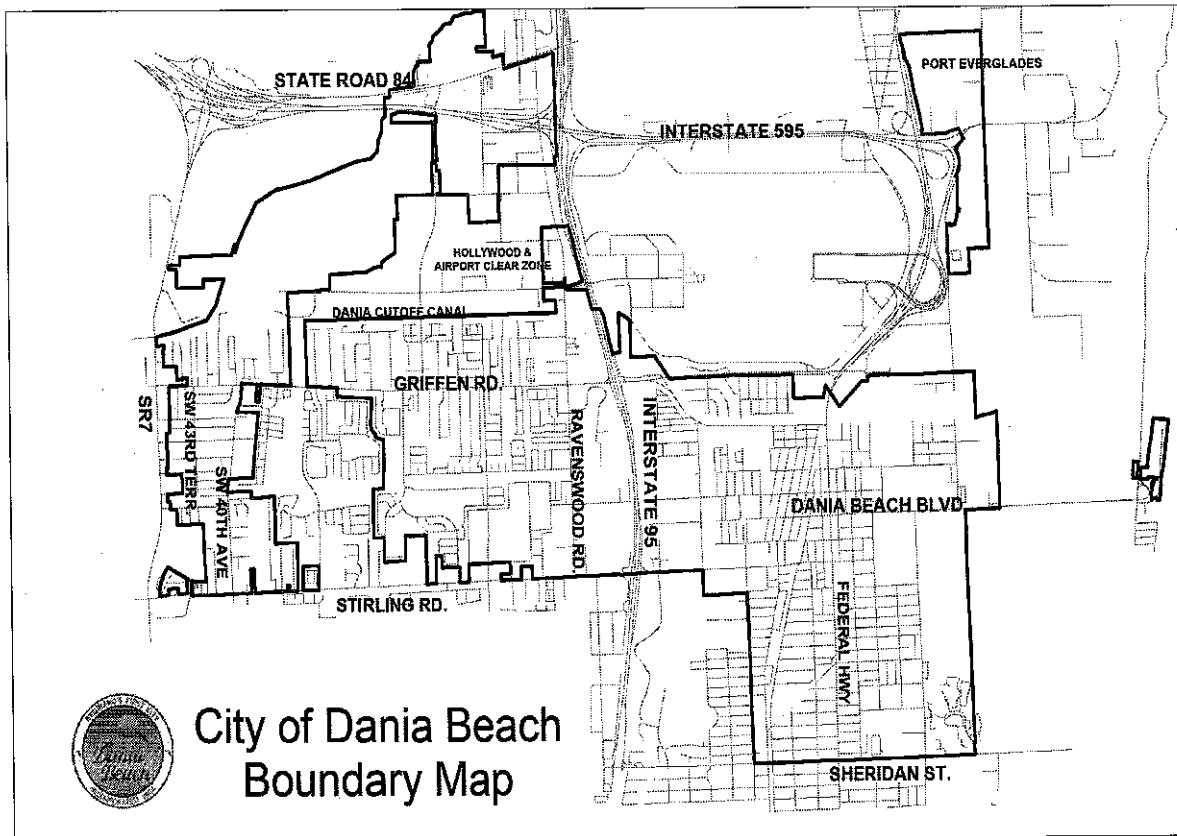 STATE ROAD 84
PORT EVERGLADES
INTERSTATE 595
HOLLYWOOD &
AIRPORT CLEAR ZONE
DANIA CUTOFF CANAL
GRIFFEN RD.
SR7
SW 43RD TERR
SW 40TH AVE
RAVENSWOOD RD.
INTERSTATE 95
DANIA BEACH BLVD
FEDERAL HWY
STIRLING RD.
SHERIDAN ST.
Dania
Beach
City of Dania Beach
Boundary Map